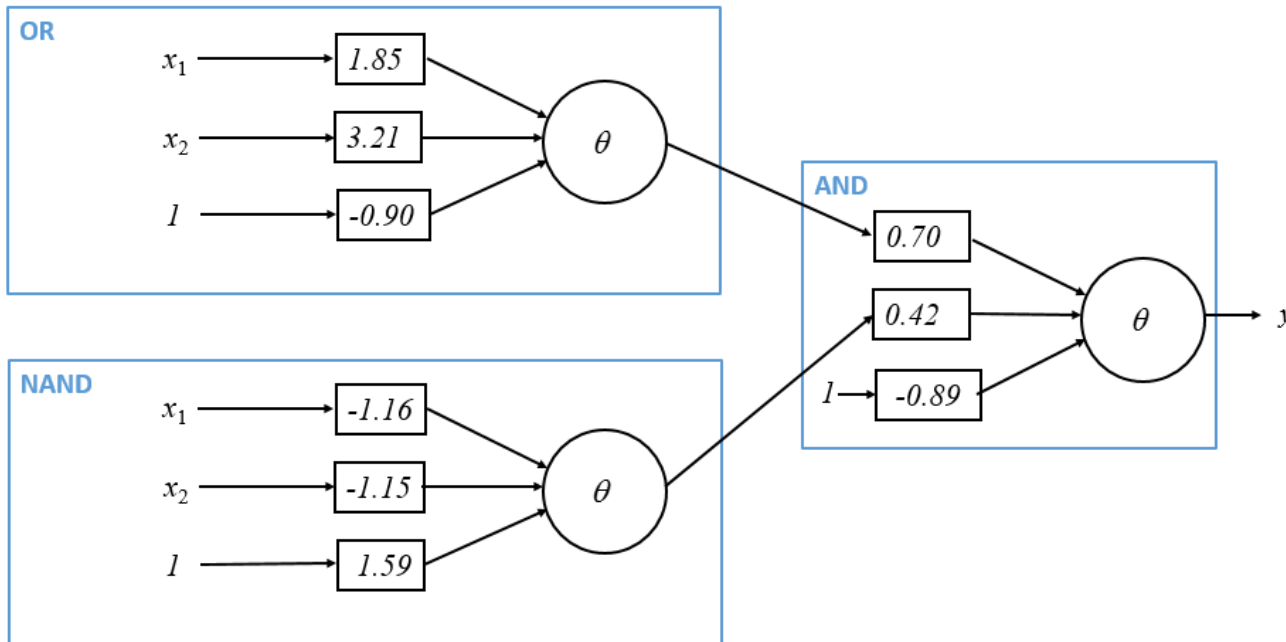 OR
x1
1.85
x2
3.21
θ
1
-0.90
AND
0.70
0.42
θ
y
1
-0.89
NAND
x1
-1.16
x2
-1.15
θ
1
1.59